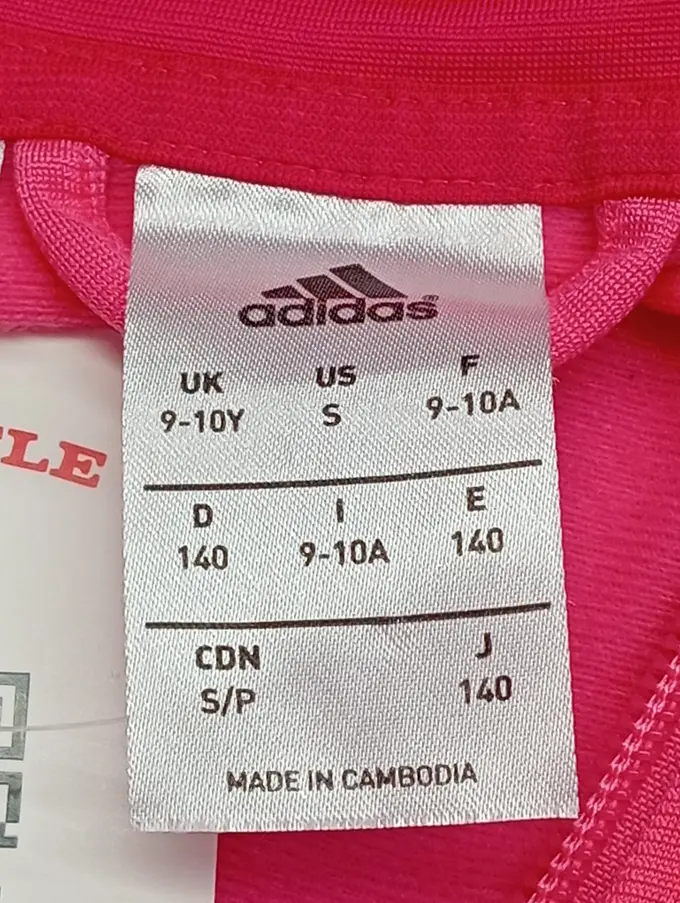 adidas
UK US F
9-10Y S 9-10A
D I E
140 9-10A 140
CDN J
S/P 140
MADE IN CAMBODIA